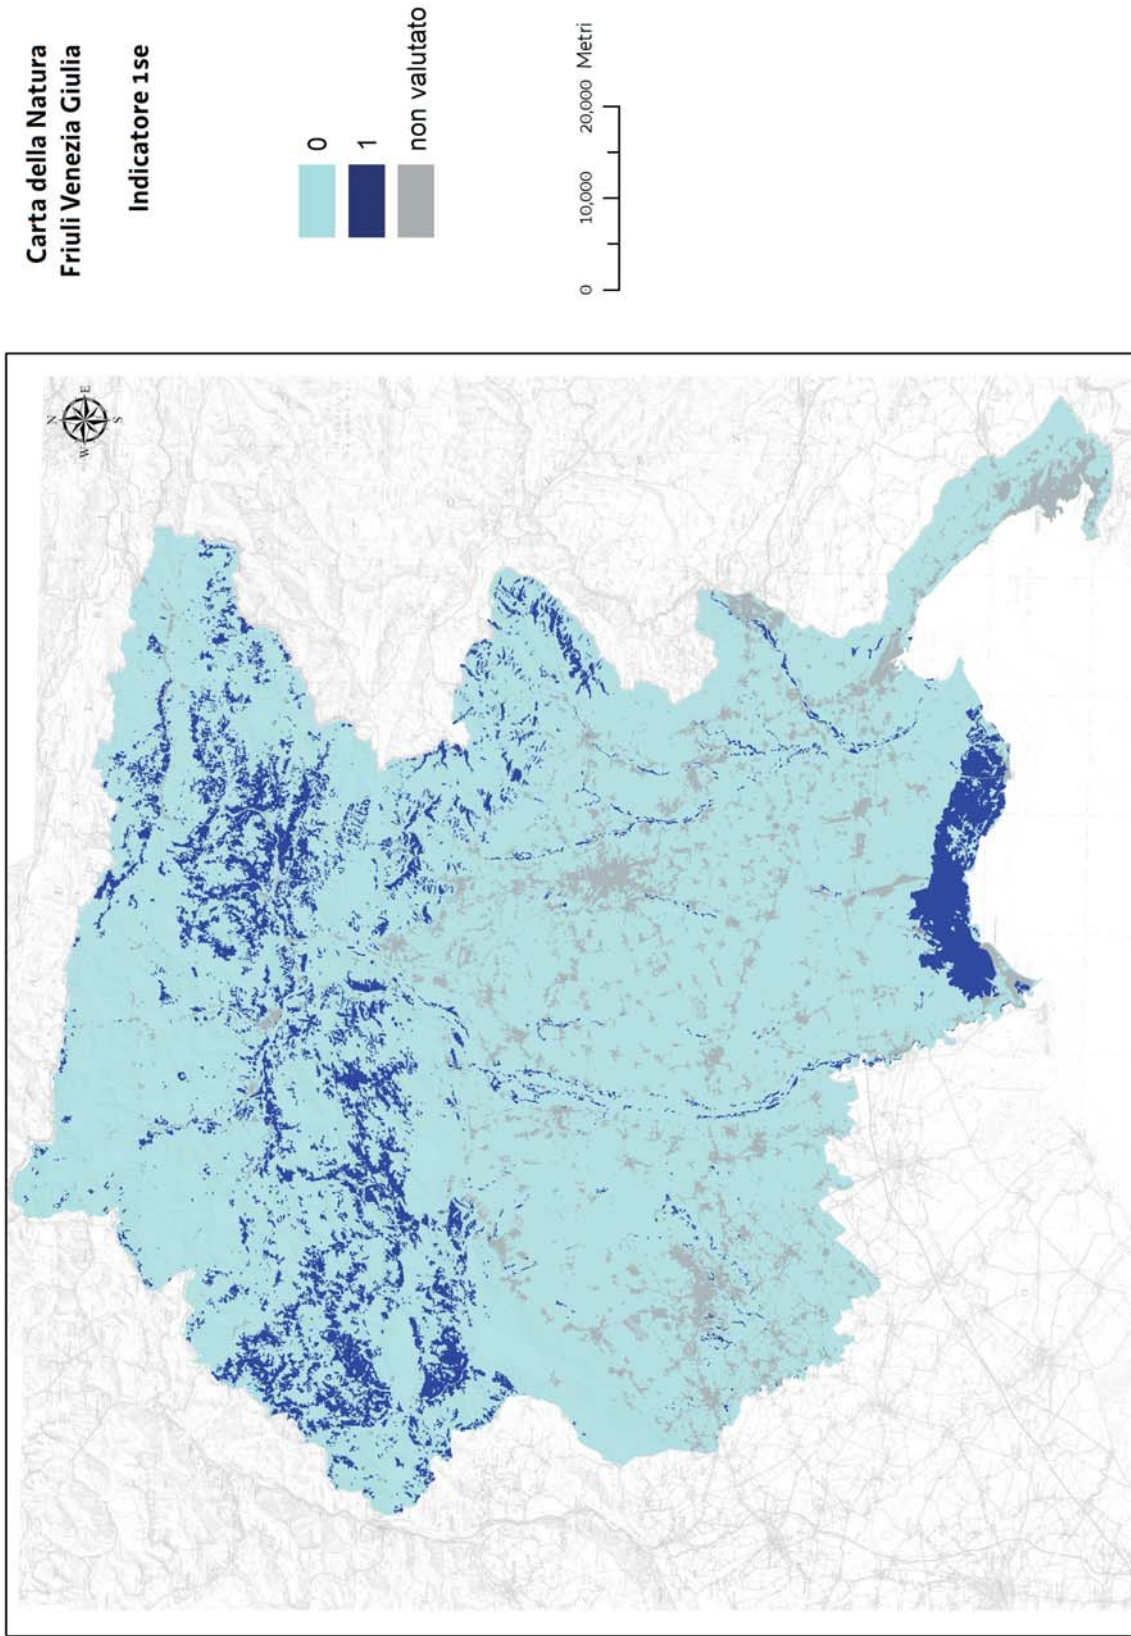 Carta della Natura
Friuli Venezia Giulia
Indicatore 1se
0
1
non valutato
0 10,000 20,000 Metri
N
W E
S